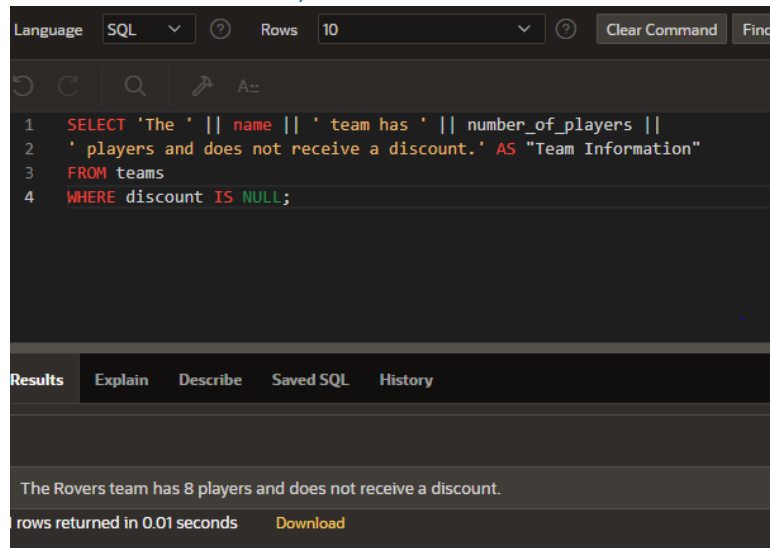 Language SQL Rows 10 Clear Command
1 SELECT 'The ' || name || ' team has ' || number_of_players ||
2 ' players and does not receive a discount.' AS "Team Information"
3 FROM teams
4 WHERE discount IS NULL;
Results Explain Describe Saved SQL History
The Rovers team has 8 players and does not receive a discount.
rows returned in 0.01 seconds Download